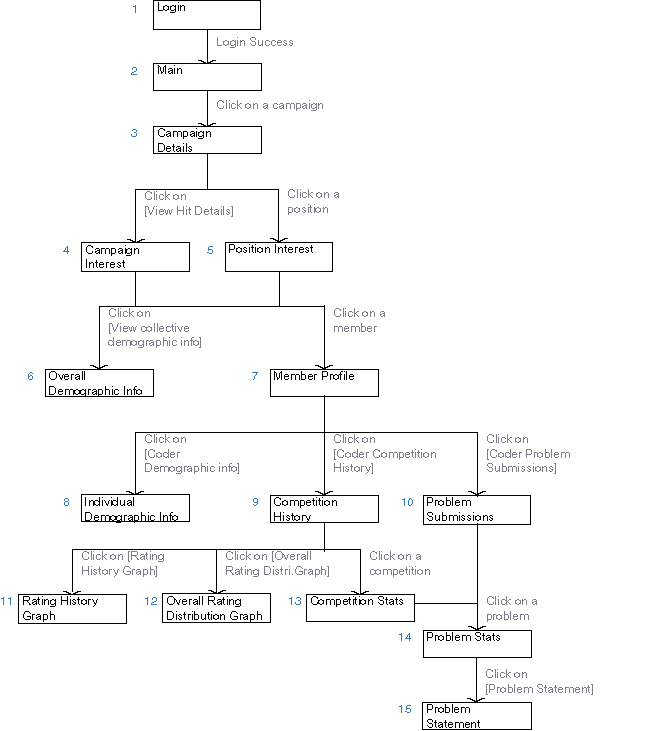 1
Login
Login Success
2
Main
Click on a campaign
3
Campaign
Details
Click on
[View Hit Details]
Click on a
position
4
Campaign
Interest
5
Position Interest
Click on
[View collective
demographic info]
Click on a
member
6
Overall
Demographic Info
7
Member Profile
Click on
[Coder
Demographic info]
Click on
[Coder Competition
History]
Click on
[Coder Problem
Submissions]
8
Individual
Demographic Info
9
Competition
History
10
Problem
Submissions
Click on [Rating
History Graph]
Click on [Overall
Rating Distri.Graph]
Click on a
competition
11
Rating History
Graph
12
Overall Rating
Distribution Graph
13
Competition Stats
Click on a
problem
14
Problem Stats
Click on
[Problem Statement]
15
Problem
Statement